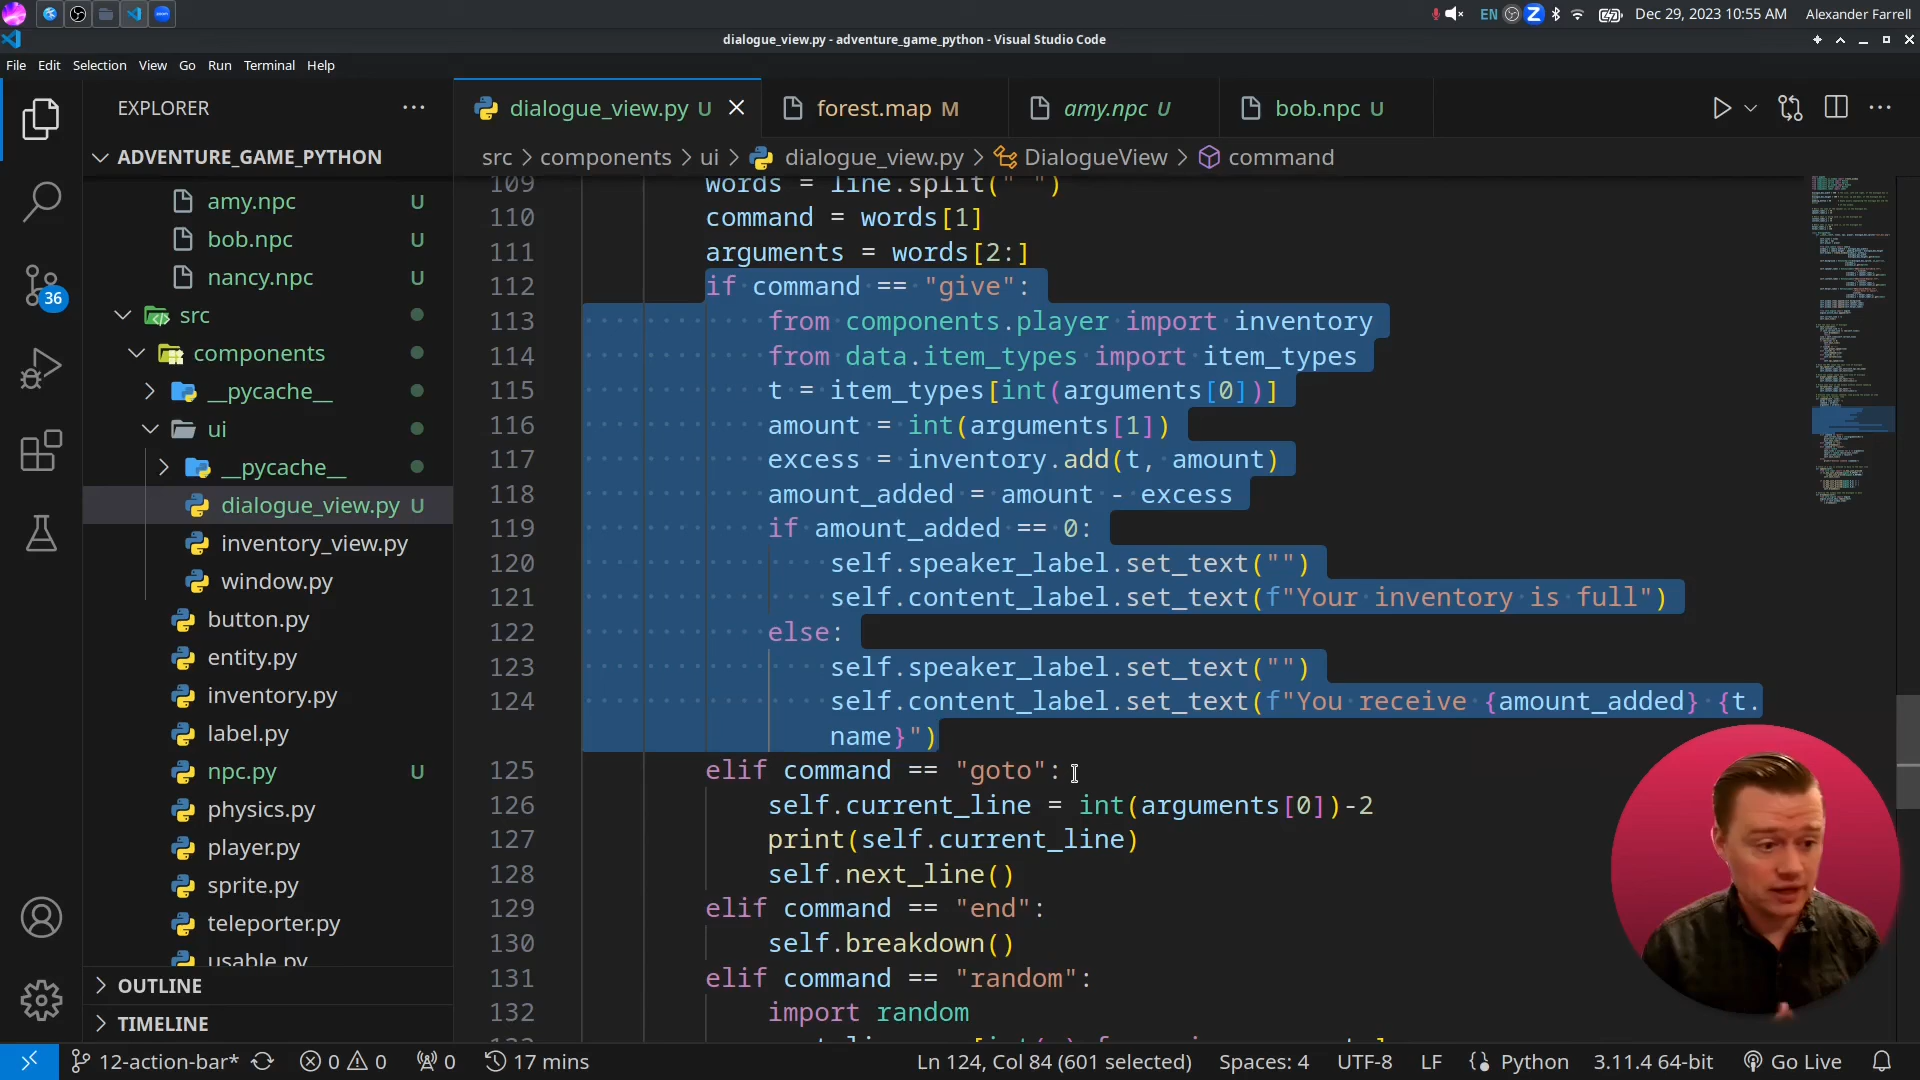 EN
Z
Dec 29, 2023 10:55 AM
Alexander Farrell
dialogue_view.py - adventure_game_python - Visual Studio Code
File Edit Selection View Go Run Terminal Help
EXPLORER
dialogue_view.py U
forest.map M
amy.npc U
bob.npc U
ADVENTURE_GAME_PYTHON
src > components > ui > dialogue_view.py > DialogueView > command
amy.npc U
bob.npc U
nancy.npc U
src
components
__pycache__
ui
__pycache__
dialogue_view.py U
inventory_view.py
window.py
button.py
entity.py
inventory.py
label.py
npc.py U
physics.py
player.py
sprite.py
teleporter.py
usable.py
OUTLINE
TIMELINE
36
109 words = line.split(" ")
110 command = words[1]
111 arguments = words[2:]
112 if command == "give":
113 from components.player import inventory
114 from data.item_types import item_types
115 t = item_types[int(arguments[0])]
116 amount = int(arguments[1])
117 excess = inventory.add(t, amount)
118 amount_added = amount - excess
119 if amount_added == 0:
120 self.speaker_label.set_text("")
121 self.content_label.set_text(f"Your inventory is full")
122 else:
123 self.speaker_label.set_text("")
124 self.content_label.set_text(f"You receive {amount_added} {t.
name}")
125 elif command == "goto":
126 self.current_line = int(arguments[0])-2
127 print(self.current_line)
128 self.next_line()
129 elif command == "end":
130 self.breakdown()
131 elif command == "random":
132 import random
12-action-bar* 0 0 0 17 mins Ln 124, Col 84 (601 selected) Spaces: 4 UTF-8 LF Python 3.11.4 64-bit Go Live